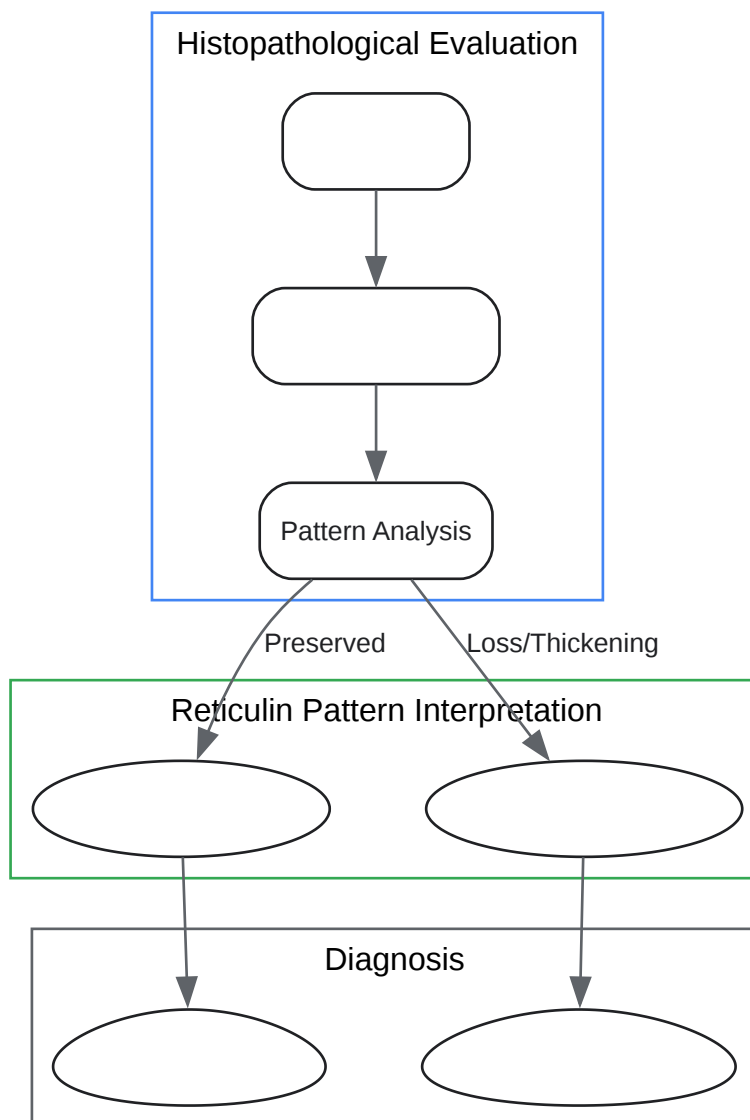 Histopathological Evaluation
Pattern Analysis
Preserved
Loss/Thickening
Reticulin Pattern Interpretation
Diagnosis